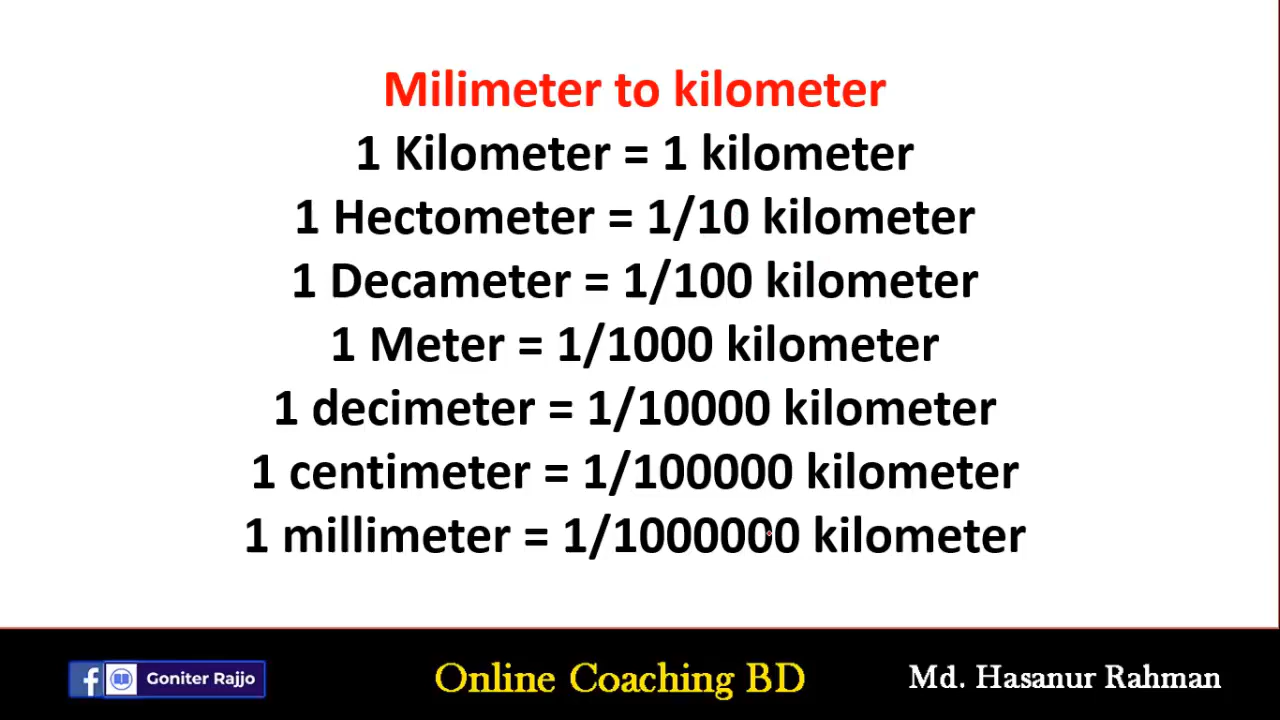 Milimeter to kilometer
1 Kilometer = 1 kilometer
1 Hectometer = 1/10 kilometer
1 Decameter = 1/100 kilometer
1 Meter = 1/1000 kilometer
1 decimeter = 1/10000 kilometer
1 centimeter = 1/100000 kilometer
1 millimeter = 1/1000000 kilometer
Goniter Rajjo
Online Coaching BD
Md. Hasanur Rahman